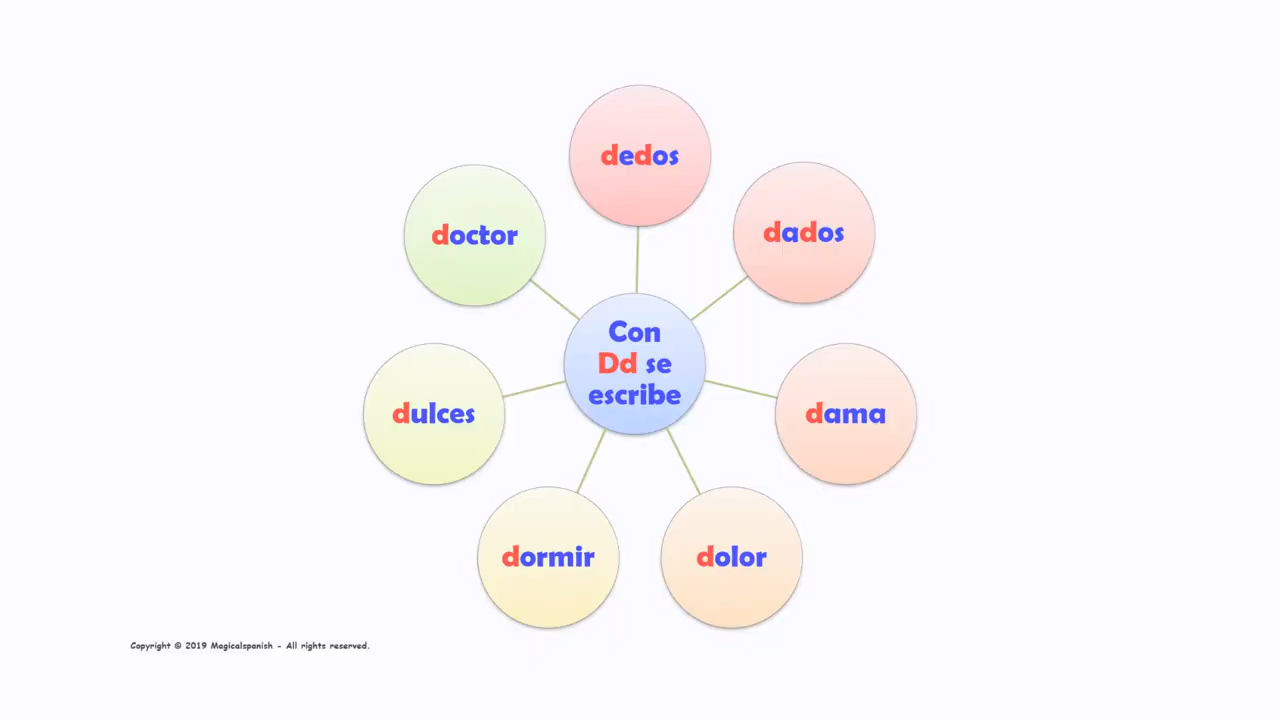 dedos
doctor
dados
Con
Dd se
escribe
dulces
dama
dormir
dolor
Copyright © 2019 Magicalspanish - All rights reserved.